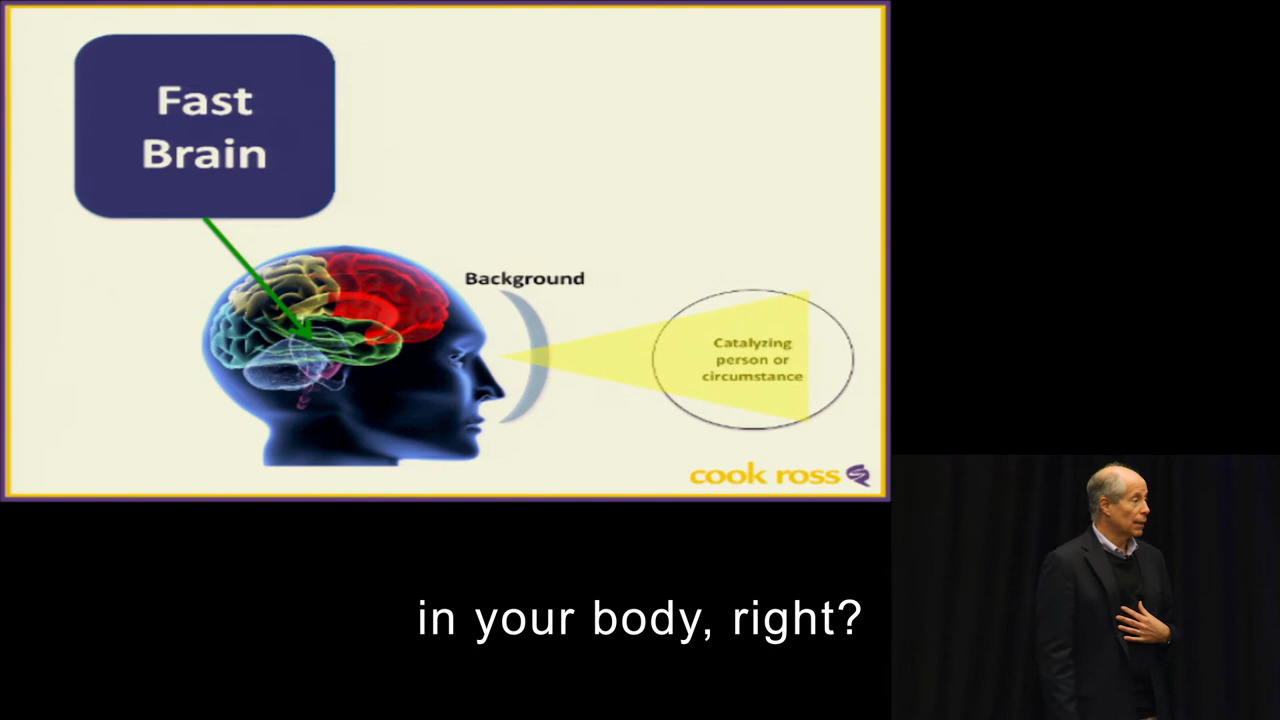 Fast
Brain
Background
Catalyzing
person or
circumstance
cook ross
in your body, right?